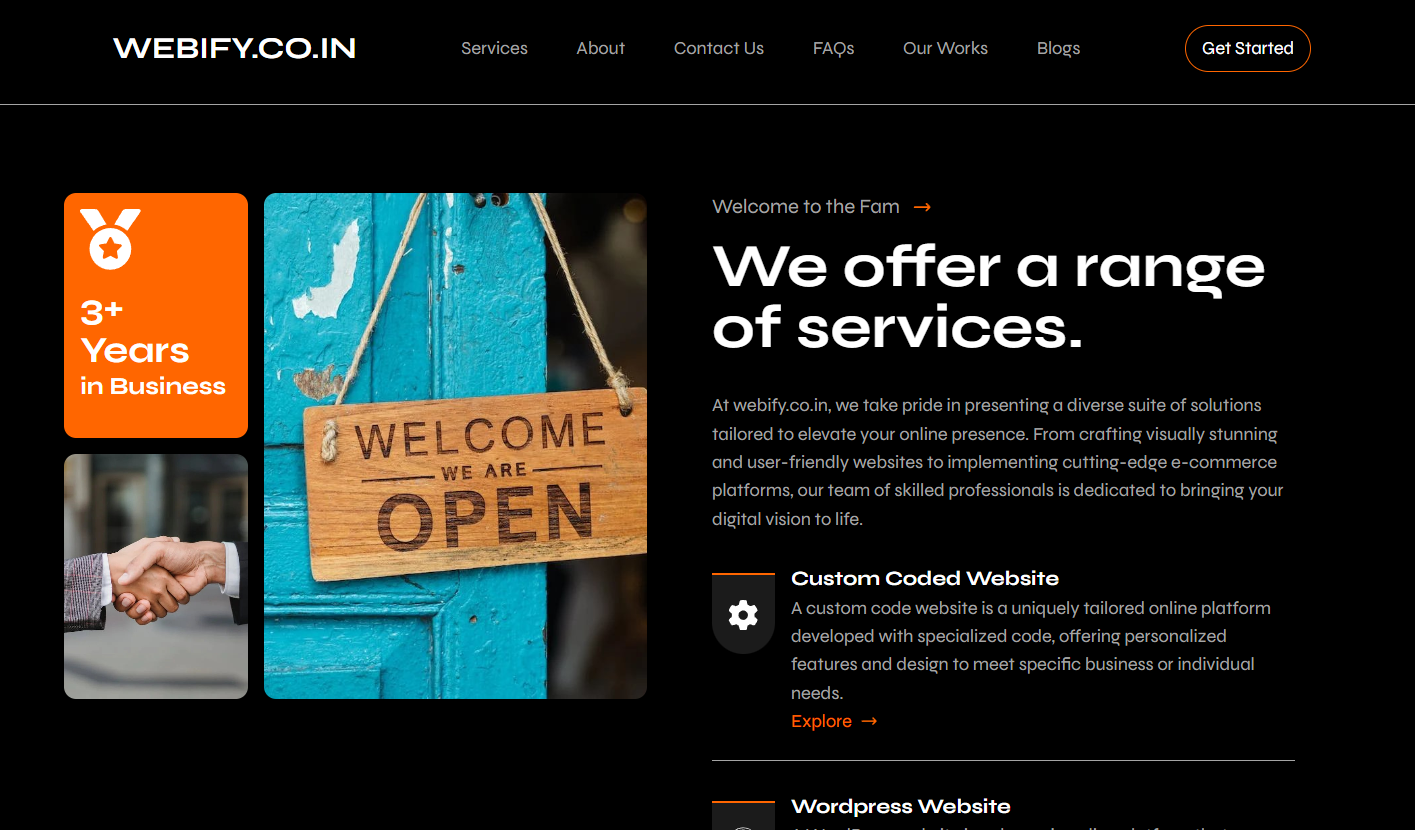 WEBIFY.CO.IN
Services About Contact Us FAQs Our Works Blogs Get Started
3+
Years
in Business
WELCOME
WE ARE
OPEN
Welcome to the Fam →
We offer a range
of services.
At webify.co.in, we take pride in presenting a diverse suite of solutions
tailored to elevate your online presence. From crafting visually stunning
and user-friendly websites to implementing cutting-edge e-commerce
platforms, our team of skilled professionals is dedicated to bringing your
digital vision to life.
Custom Coded Website
A custom code website is a uniquely tailored online platform
developed with specialized code, offering personalized
features and design to meet specific business or individual
needs.
Explore →
Wordpress Website